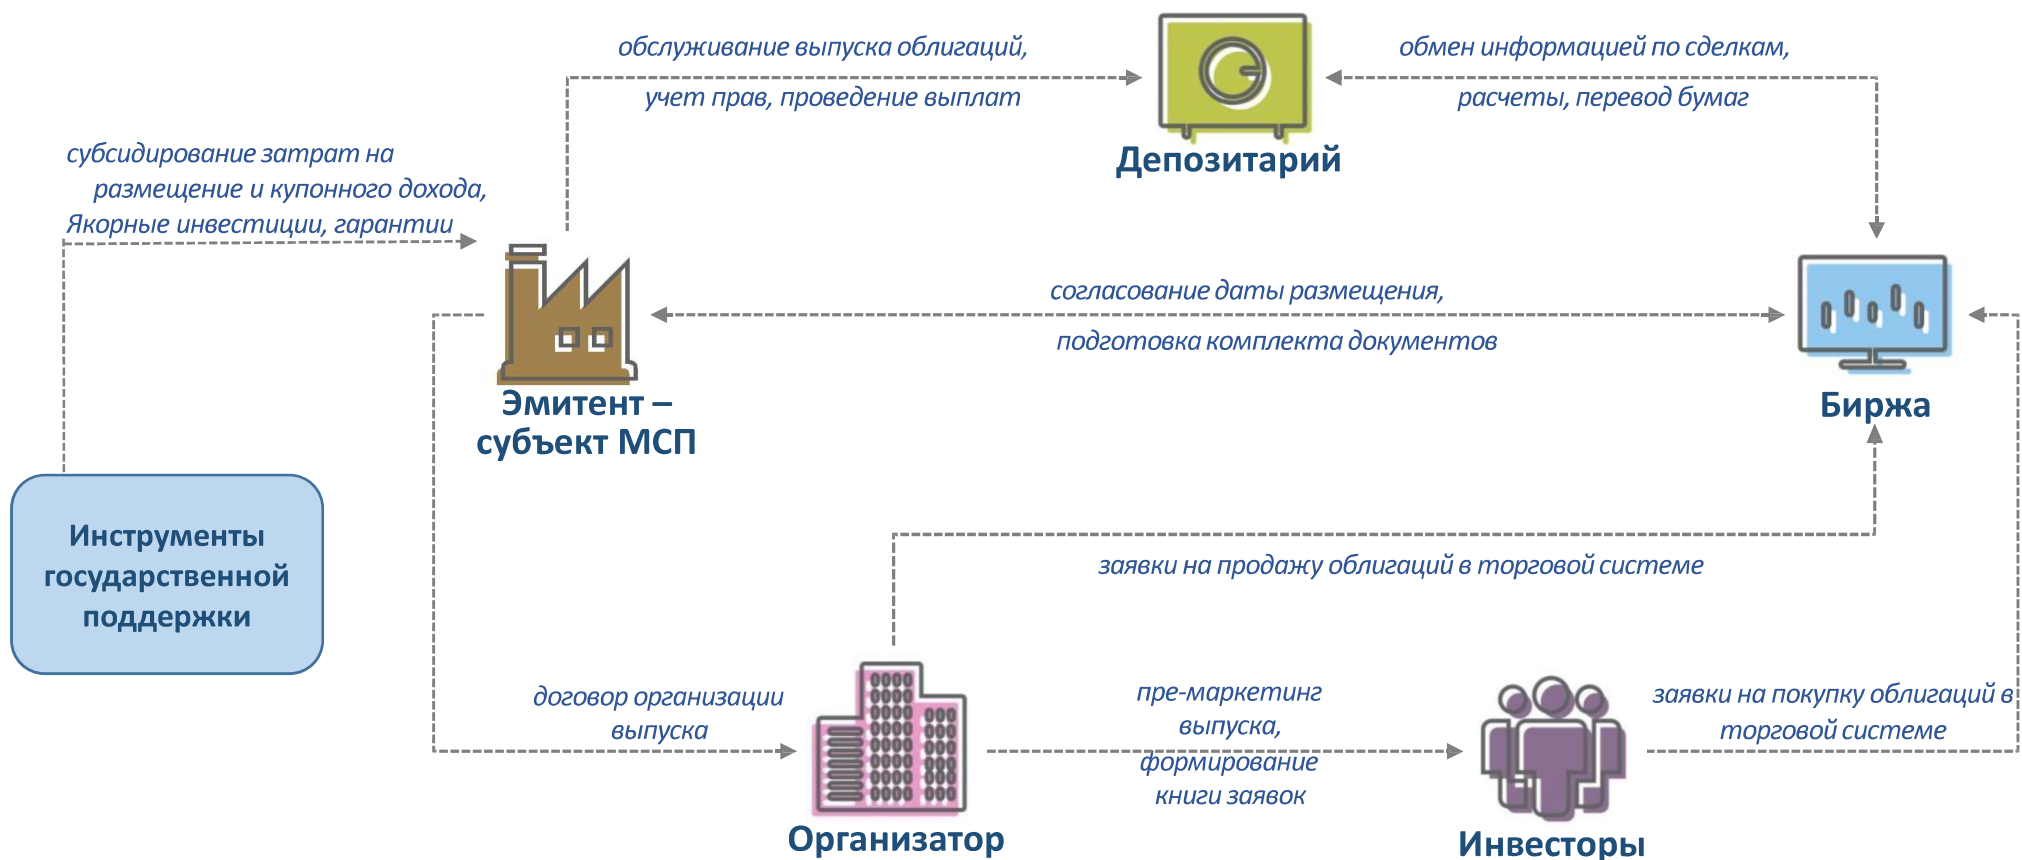 обслуживание выпуска облигаций,
учет прав, проведение выплат
обмен информацией по сделкам,
расчеты, перевод бумаг
Депозитарий
субсидирование затрат на
размещение и купонного дохода,
Якорные инвестиции, гарантии
согласование даты размещения,
подготовка комплекта документов
Эмитент –
субъект МСП
Биржа
Инструменты
государственной
поддержки
заявки на продажу облигаций в торговой системе
договор организации
выпуска
пре-маркетинг
выпуска,
формирование
книги заявок
заявки на покупку облигаций в
торговой системе
Организатор
Инвесторы